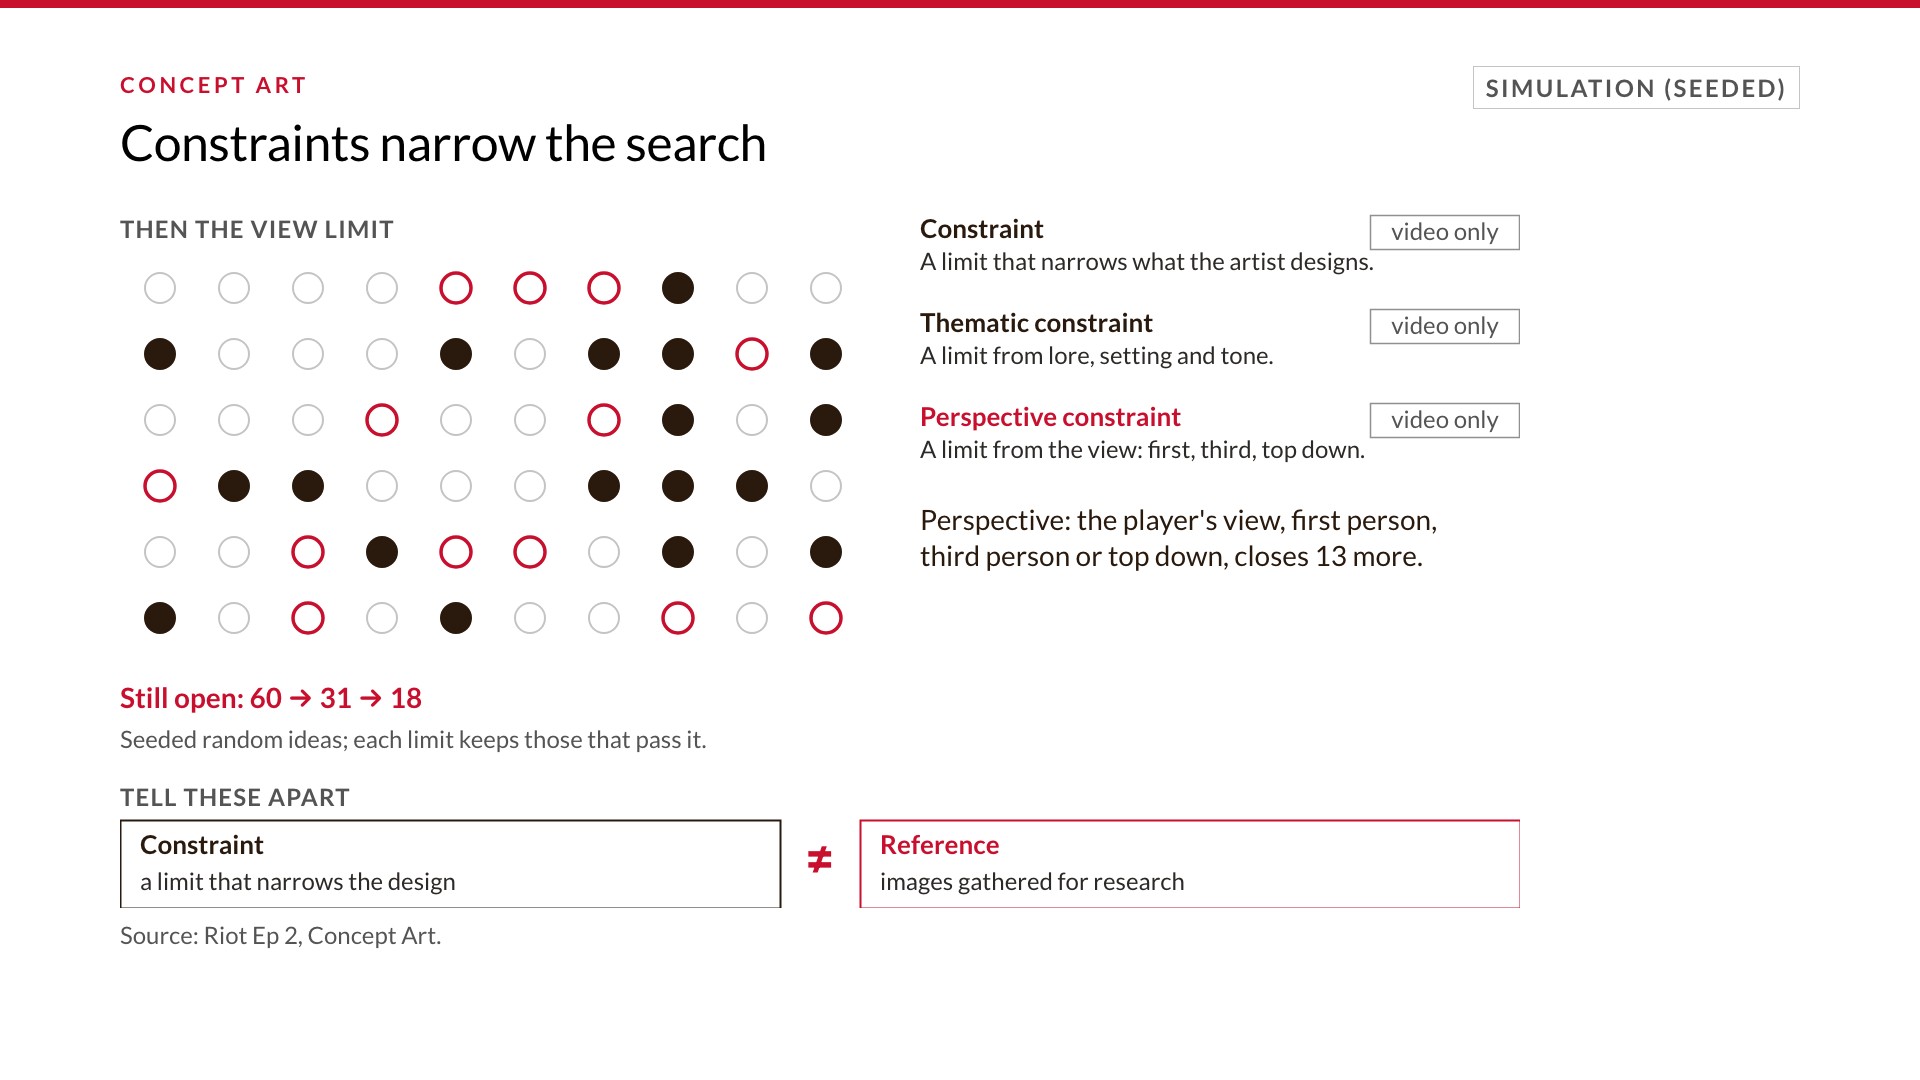 CONCEPT ART
SIMULATION (SEEDED)
Constraints narrow the search
THEN THE VIEW LIMIT
Still open: 60 → 31 → 18
Seeded random ideas; each limit keeps those that pass it.
Constraint
video only
A limit that narrows what the artist designs.
Thematic constraint
video only
A limit from lore, setting and tone.
Perspective constraint
video only
A limit from the view: first, third, top down.
Perspective: the player's view, first person,
third person or top down, closes 13 more.
TELL THESE APART
Constraint
a limit that narrows the design
≠
Reference
images gathered for research
Source: Riot Ep 2, Concept Art.